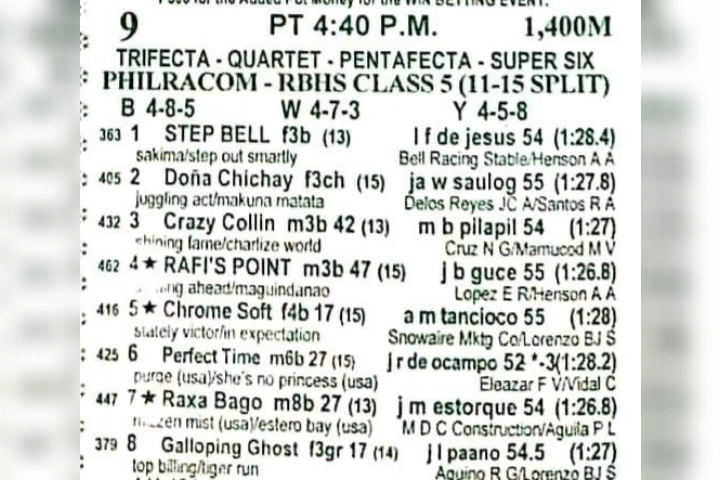 for the WIN BETTING EVENT.
9 PT 4:40 P.M. 1,400M
TRIFECTA - QUARTET - PENTAFECTA - SUPER SIX
PHILRACOM - RBHS CLASS 5 (11-15 SPLIT)
B 4-8-5 W 4-7-3 Y 4-5-8
363 1 STEP BELL f3b (13) l f de jesus 54 (1:28.4)
sakima/step out smartly Bell Racing Stable/Henson A A
405 2 Doña Chichay f3ch (15) ja w saulog 55 (1:27.8)
juggling act/makuna matata Delos Reyes JC A/Santos R A
432 3 Crazy Collin m3b 42 (13) m b pilapil 54 (1:27)
shining fame/charlize world Cruz N G/Mamucod M V
462 4★ RAFI'S POINT m3b 47 (15) j b guce 55 (1:26.8)
ahead/maguindanao Lopez E R/Henson A A
416 5★ Chrome Soft f4b 17 (15) a m tancioco 55 (1:28)
stately victor/in expectation Snowaire Mktg Co/Lorenzo BJ S
425 6 Perfect Time m6b 27 (15) j r de ocampo 52 *-3(1:28.2)
purge (usa)/she's no princess (usa) Eleazar F V/Vidal C
447 7★ Raxa Bago m8b 27 (13) j m estorque 54 (1:26.8)
mist (usa)/estero bay (usa) M D C Construction/Aguila P L
379 8 Galloping Ghost f3gr 17 (14) j l paano 54.5 (1:27)
top billing/tiger run Aquino R G/Lorenzo BJ S